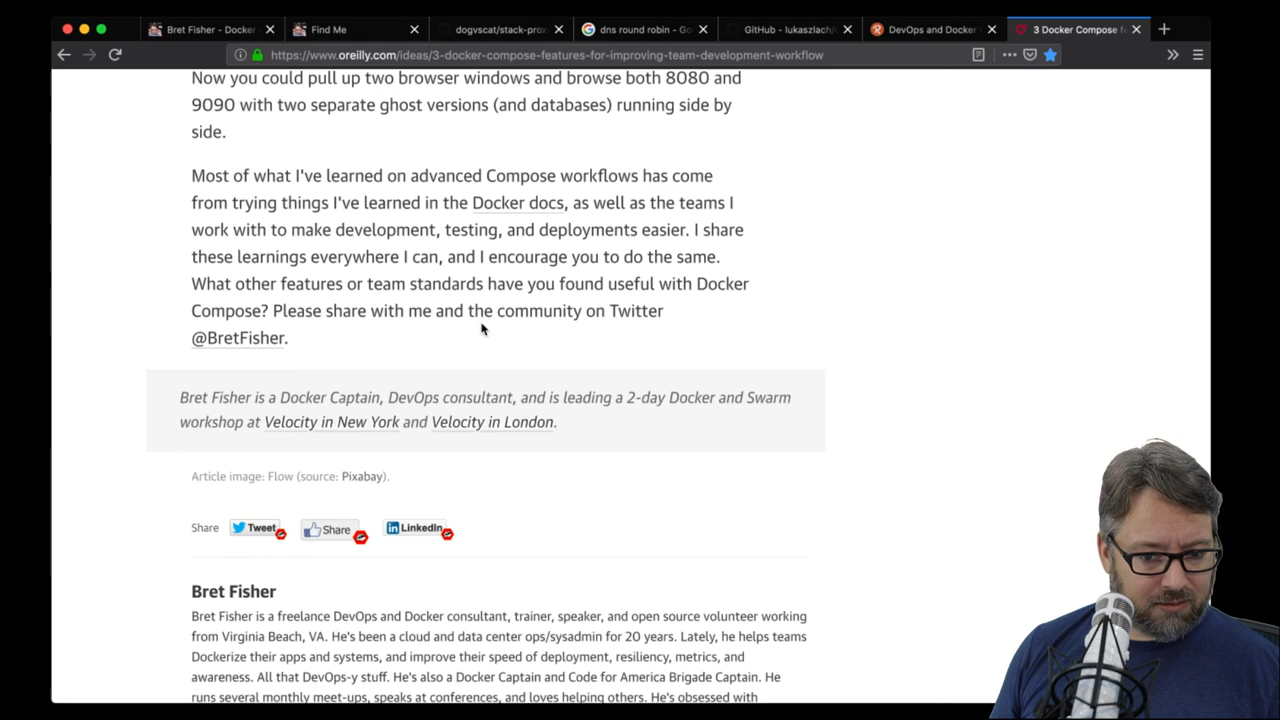 Bret Fisher - Docker
Find Me
dogvscat/stack-prox
dns round robin - Go
GitHub - lukaszlach/
DevOps and Docker
3 Docker Compose fe
https://www.oreilly.com/ideas/3-docker-compose-features-for-improving-team-development-workflow
Now you could pull up two browser windows and browse both 8080 and
9090 with two separate ghost versions (and databases) running side by
side.
Most of what I've learned on advanced Compose workflows has come
from trying things I've learned in the Docker docs, as well as the teams I
work with to make development, testing, and deployments easier. I share
these learnings everywhere I can, and I encourage you to do the same.
What other features or team standards have you found useful with Docker
Compose? Please share with me and the community on Twitter
@BretFisher.
Bret Fisher is a Docker Captain, DevOps consultant, and is leading a 2-day Docker and Swarm
workshop at Velocity in New York and Velocity in London.
Article image: Flow (source: Pixabay).
Share Tweet Share LinkedIn
Bret Fisher
Bret Fisher is a freelance DevOps and Docker consultant, trainer, speaker, and open source volunteer working
from Virginia Beach, VA. He's been a cloud and data center ops/sysadmin for 20 years. Lately, he helps teams
Dockerize their apps and systems, and improve their speed of deployment, resiliency, metrics, and
awareness. All that DevOps-y stuff. He's also a Docker Captain and Code for America Brigade Captain. He
runs several monthly meet-ups, speaks at conferences, and loves helping others. He's obsessed with